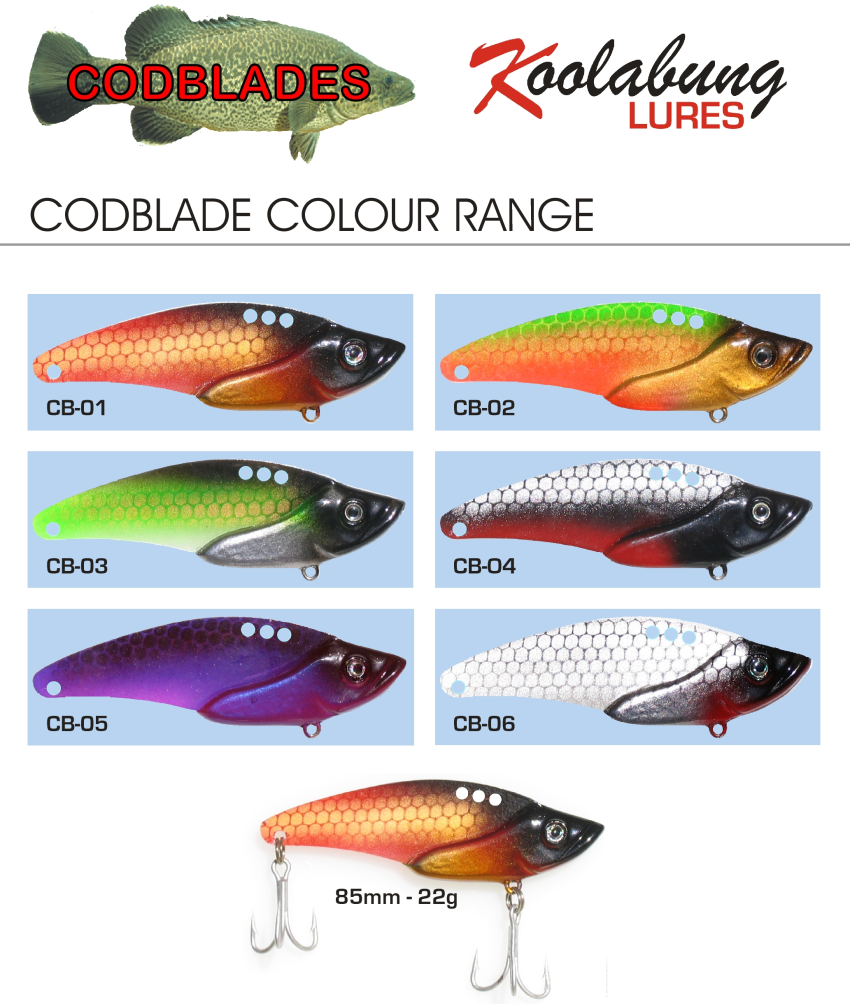 CODBLADES
Koolabung
LURES
CODBLADE COLOUR RANGE
CB-01
CB-02
CB-03
CB-04
CB-05
CB-06
85mm - 22g